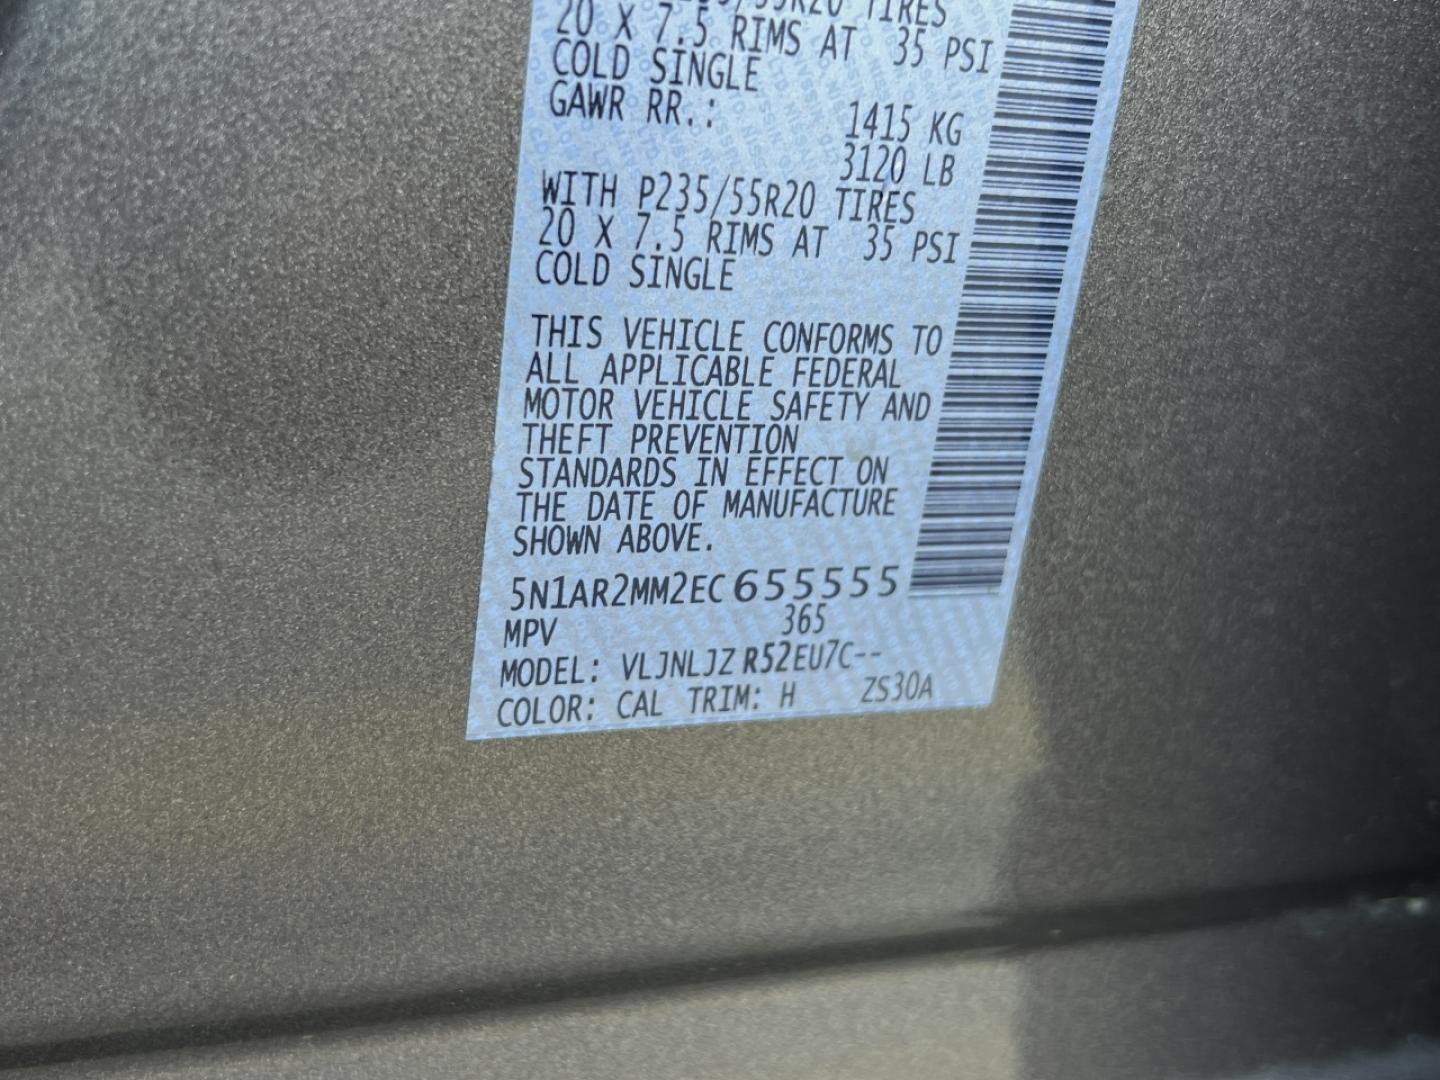 20 X 7.5 RIMS AT 35 PSI
COLD SINGLE
GAWR RR.: 1415 KG
3120 LB
WITH P235/55R20 TIRES
20 X 7.5 RIMS AT 35 PSI
COLD SINGLE
THIS VEHICLE CONFORMS TO
ALL APPLICABLE FEDERAL
MOTOR VEHICLE SAFETY AND
THEFT PREVENTION
STANDARDS IN EFFECT ON
THE DATE OF MANUFACTURE
SHOWN ABOVE.
5N1AR2MM2EC655555
MPV 365
MODEL: VLJNLJZ R52EU7C--
COLOR: CAL TRIM: H ZS30A